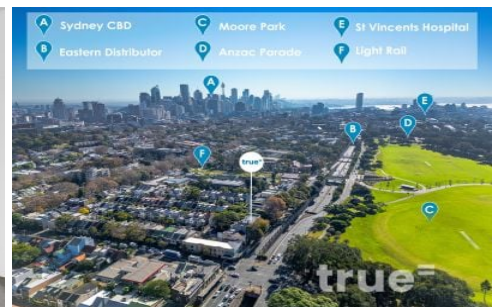 A Sydney CBD
C Moore Park
E St Vincents Hospital
B Eastern Distributor
D Anzac Parade
F Light Rail
A
E
D
B
F
true
C
true